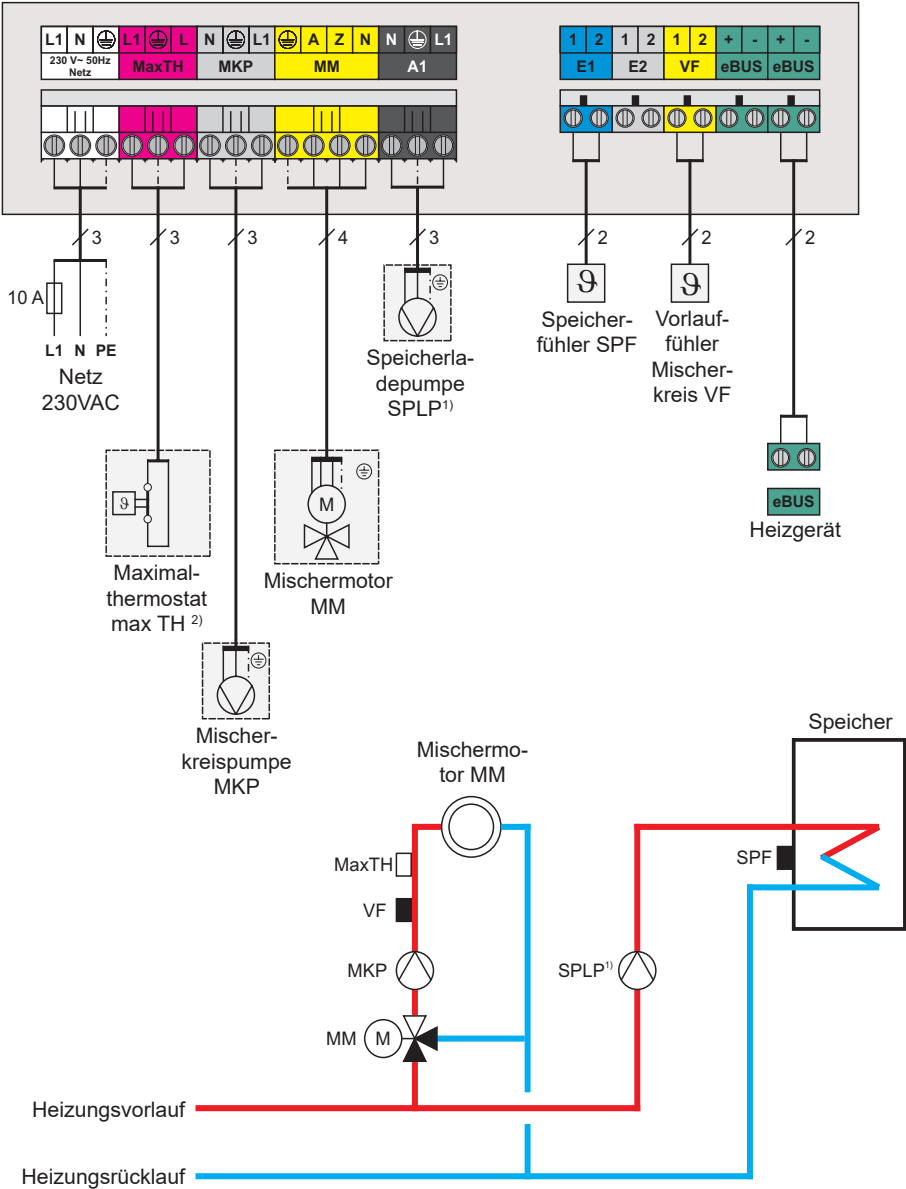 L1 N L1 L N L1 A Z N N L1
230 V~ 50Hz
Netz
MaxTH MKP MM A1
1 2 1 2 1 2 + - + -
E1 E2 VF eBUS eBUS
3 3 3 4 3 2 2 2
10 A
L1 N PE
Netz
230VAC
Speicherla-
depumpe
SPLP1)
ϑ
Speicher-
fühler SPF
ϑ
Vorlauf-
fühler
Mischer-
kreis VF
eBUS
Heizgerät
ϑ
Maximal-
thermostat
max TH 2)
M
Mischermotor
MM
Mischer-
kreispumpe
MKP
Mischermo-
tor MM
Speicher
MaxTH
SPF
VF
MKP
SPLP1)
MM M
Heizungsvorlauf
Heizungsrücklauf